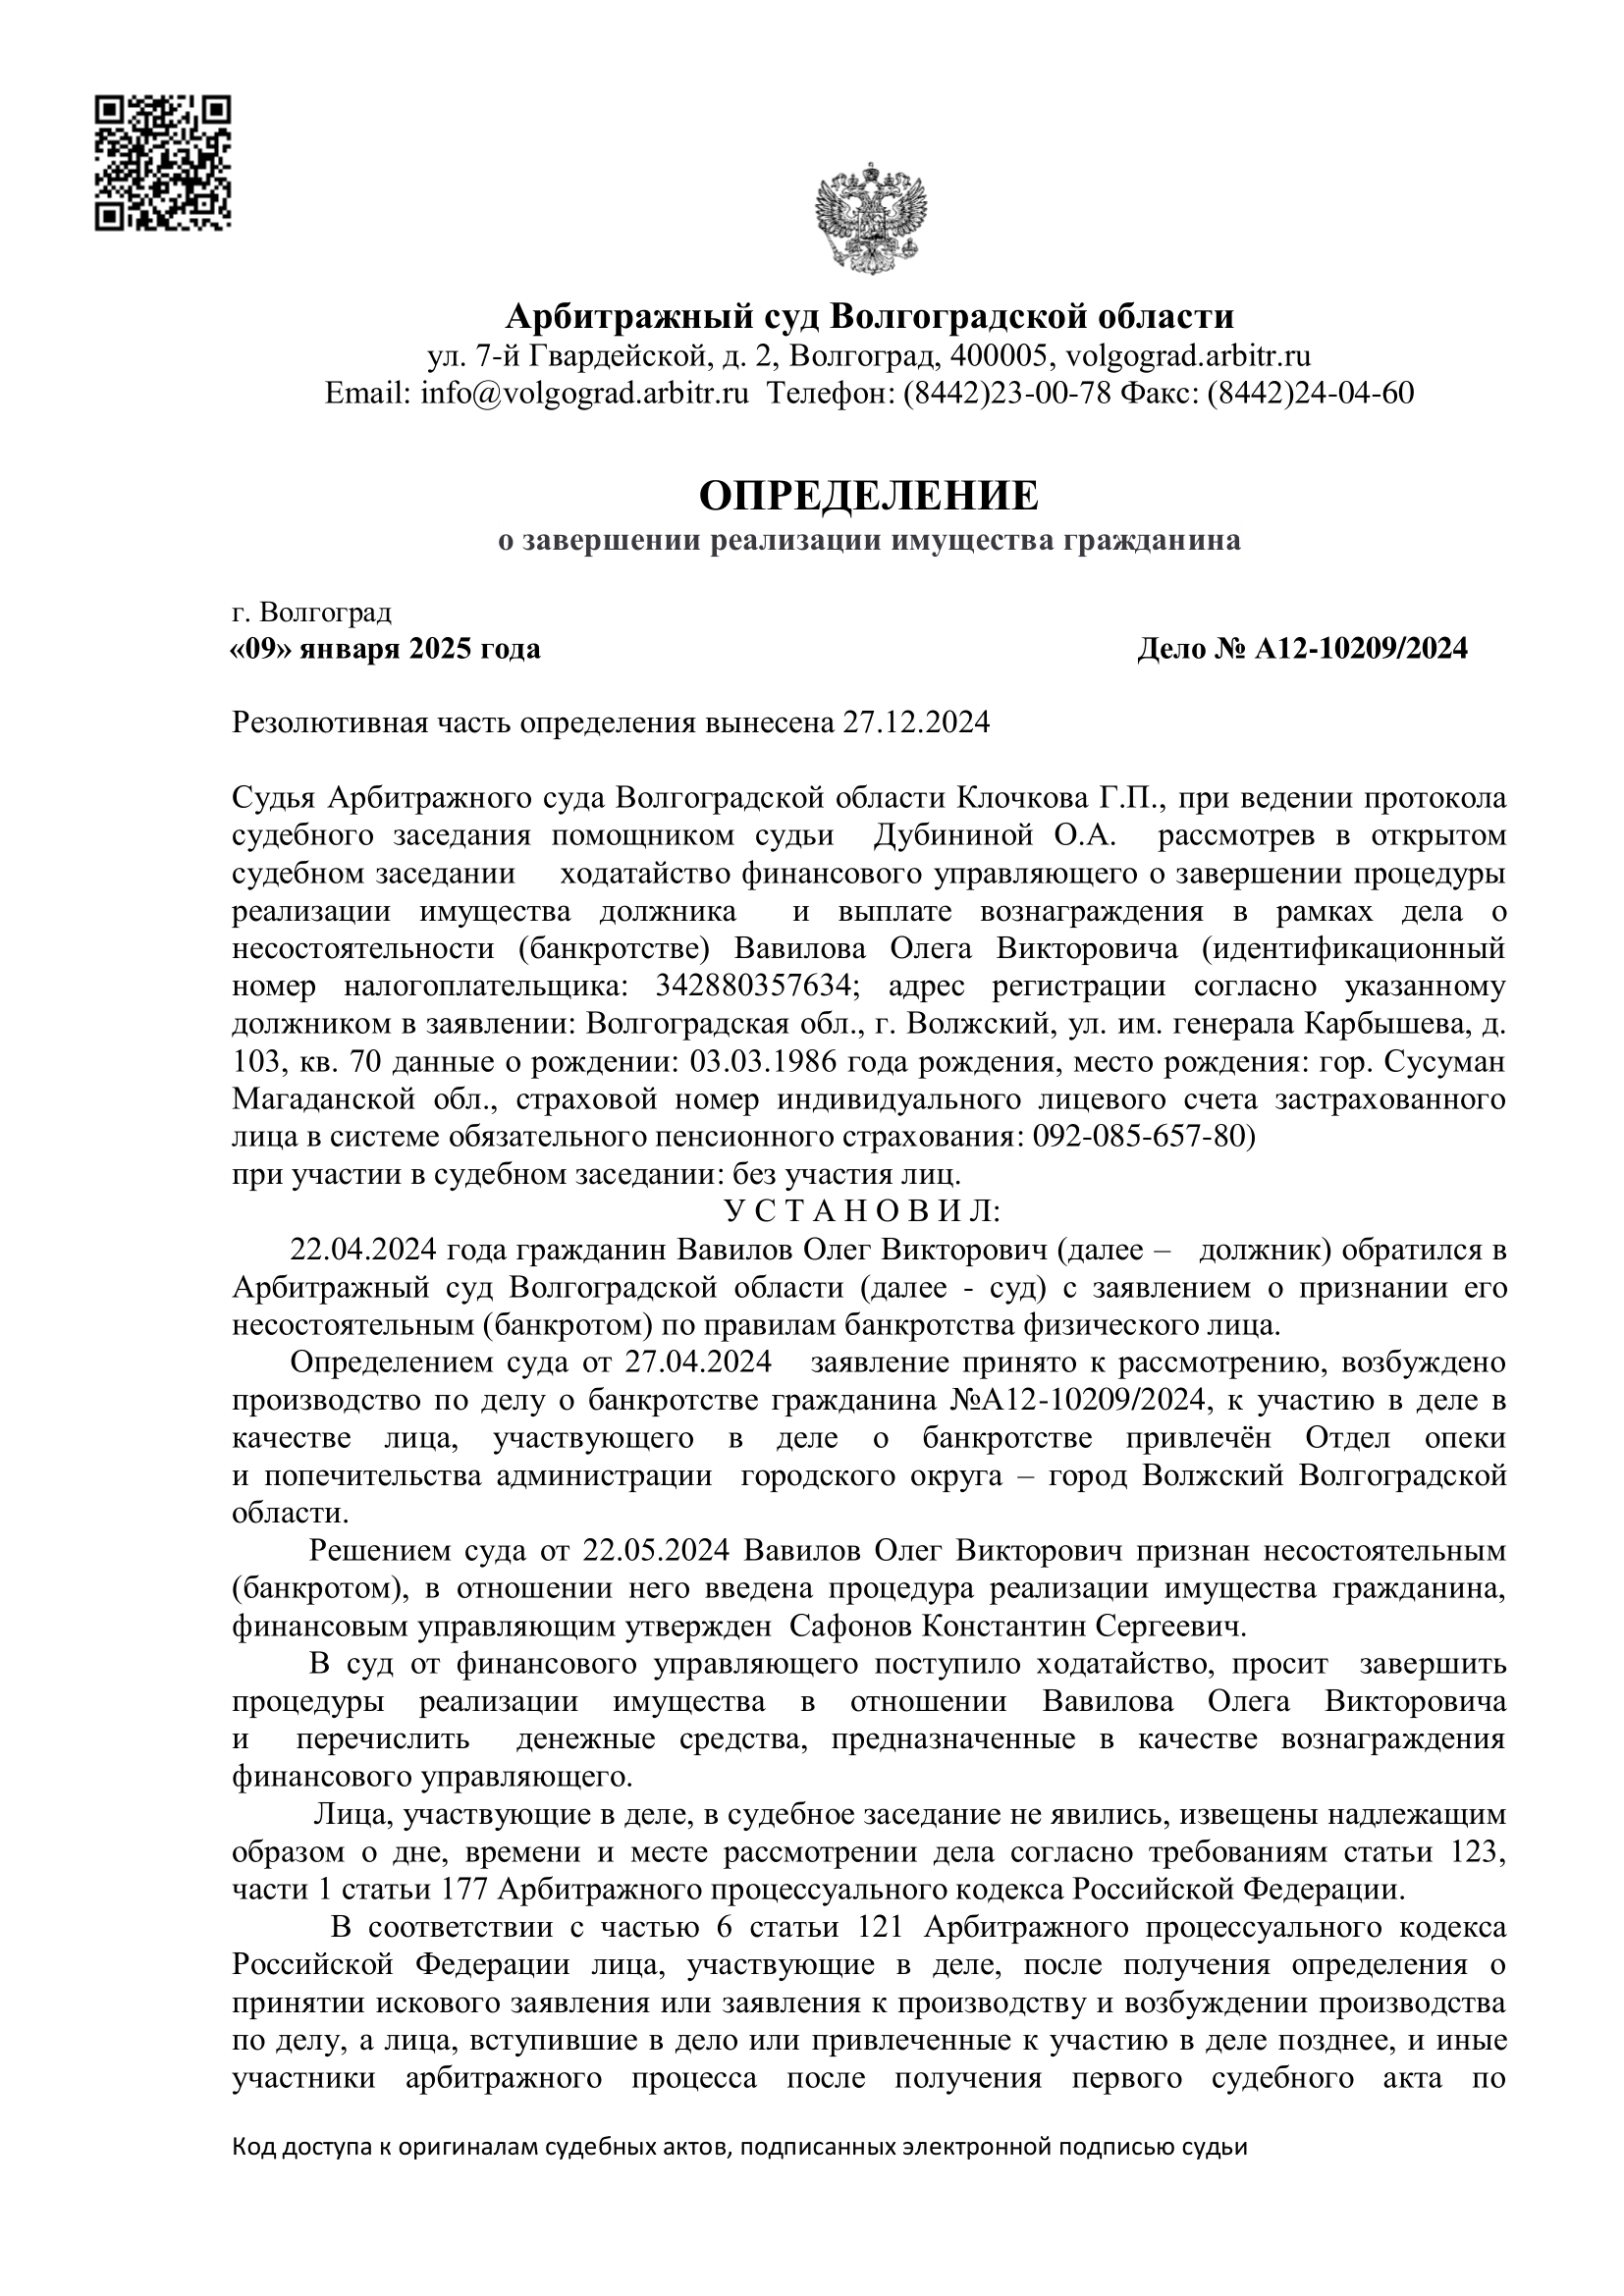 Арбитражный суд Волгоградской области
ул. 7-й Гвардейской, д. 2, Волгоград, 400005, volgograd.arbitr.ru
Email: info@volgograd.arbitr.ru Телефон: (8442)23-00-78 Факс: (8442)24-04-60
ОПРЕДЕЛЕНИЕ
о завершении реализации имущества гражданина
г. Волгоград
«09» января 2025 года Дело № А12-10209/2024
Резолютивная часть определения вынесена 27.12.2024
Судья Арбитражного суда Волгоградской области Клочкова Г.П., при ведении протокола
судебного заседания помощником судьи Дубининой О.А. рассмотрев в открытом
судебном заседании ходатайство финансового управляющего о завершении процедуры
реализации имущества должника и выплате вознаграждения в рамках дела о
несостоятельности (банкротстве) Вавилова Олега Викторовича (идентификационный
номер налогоплательщика: 342880357634; адрес регистрации согласно указанному
должником в заявлении: Волгоградская обл., г. Волжский, ул. им. генерала Карбышева, д.
103, кв. 70 данные о рождении: 03.03.1986 года рождения, место рождения: гор. Сусуман
Магаданской обл., страховой номер индивидуального лицевого счета застрахованного
лица в системе обязательного пенсионного страхования: 092-085-657-80)
при участии в судебном заседании: без участия лиц.
У С Т А Н О В И Л:
22.04.2024 года гражданин Вавилов Олег Викторович (далее – должник) обратился в
Арбитражный суд Волгоградской области (далее - суд) с заявлением о признании его
несостоятельным (банкротом) по правилам банкротства физического лица.
Определением суда от 27.04.2024 заявление принято к рассмотрению, возбуждено
производство по делу о банкротстве гражданина №А12-10209/2024, к участию в деле в
качестве лица, участвующего в деле о банкротстве привлечён Отдел опеки
и попечительства администрации городского округа – город Волжский Волгоградской
области.
Решением суда от 22.05.2024 Вавилов Олег Викторович признан несостоятельным
(банкротом), в отношении него введена процедура реализации имущества гражданина,
финансовым управляющим утвержден Сафонов Константин Сергеевич.
В суд от финансового управляющего поступило ходатайство, просит завершить
процедуры реализации имущества в отношении Вавилова Олега Викторовича
и перечислить денежные средства, предназначенные в качестве вознаграждения
финансового управляющего.
Лица, участвующие в деле, в судебное заседание не явились, извещены надлежащим
образом о дне, времени и месте рассмотрении дела согласно требованиям статьи 123,
части 1 статьи 177 Арбитражного процессуального кодекса Российской Федерации.
В соответствии с частью 6 статьи 121 Арбитражного процессуального кодекса
Российской Федерации лица, участвующие в деле, после получения определения о
принятии искового заявления или заявления к производству и возбуждении производства
по делу, а лица, вступившие в дело или привлеченные к участию в деле позднее, и иные
участники арбитражного процесса после получения первого судебного акта по
Код доступа к оригиналам судебных актов, подписанных электронной подписью судьи